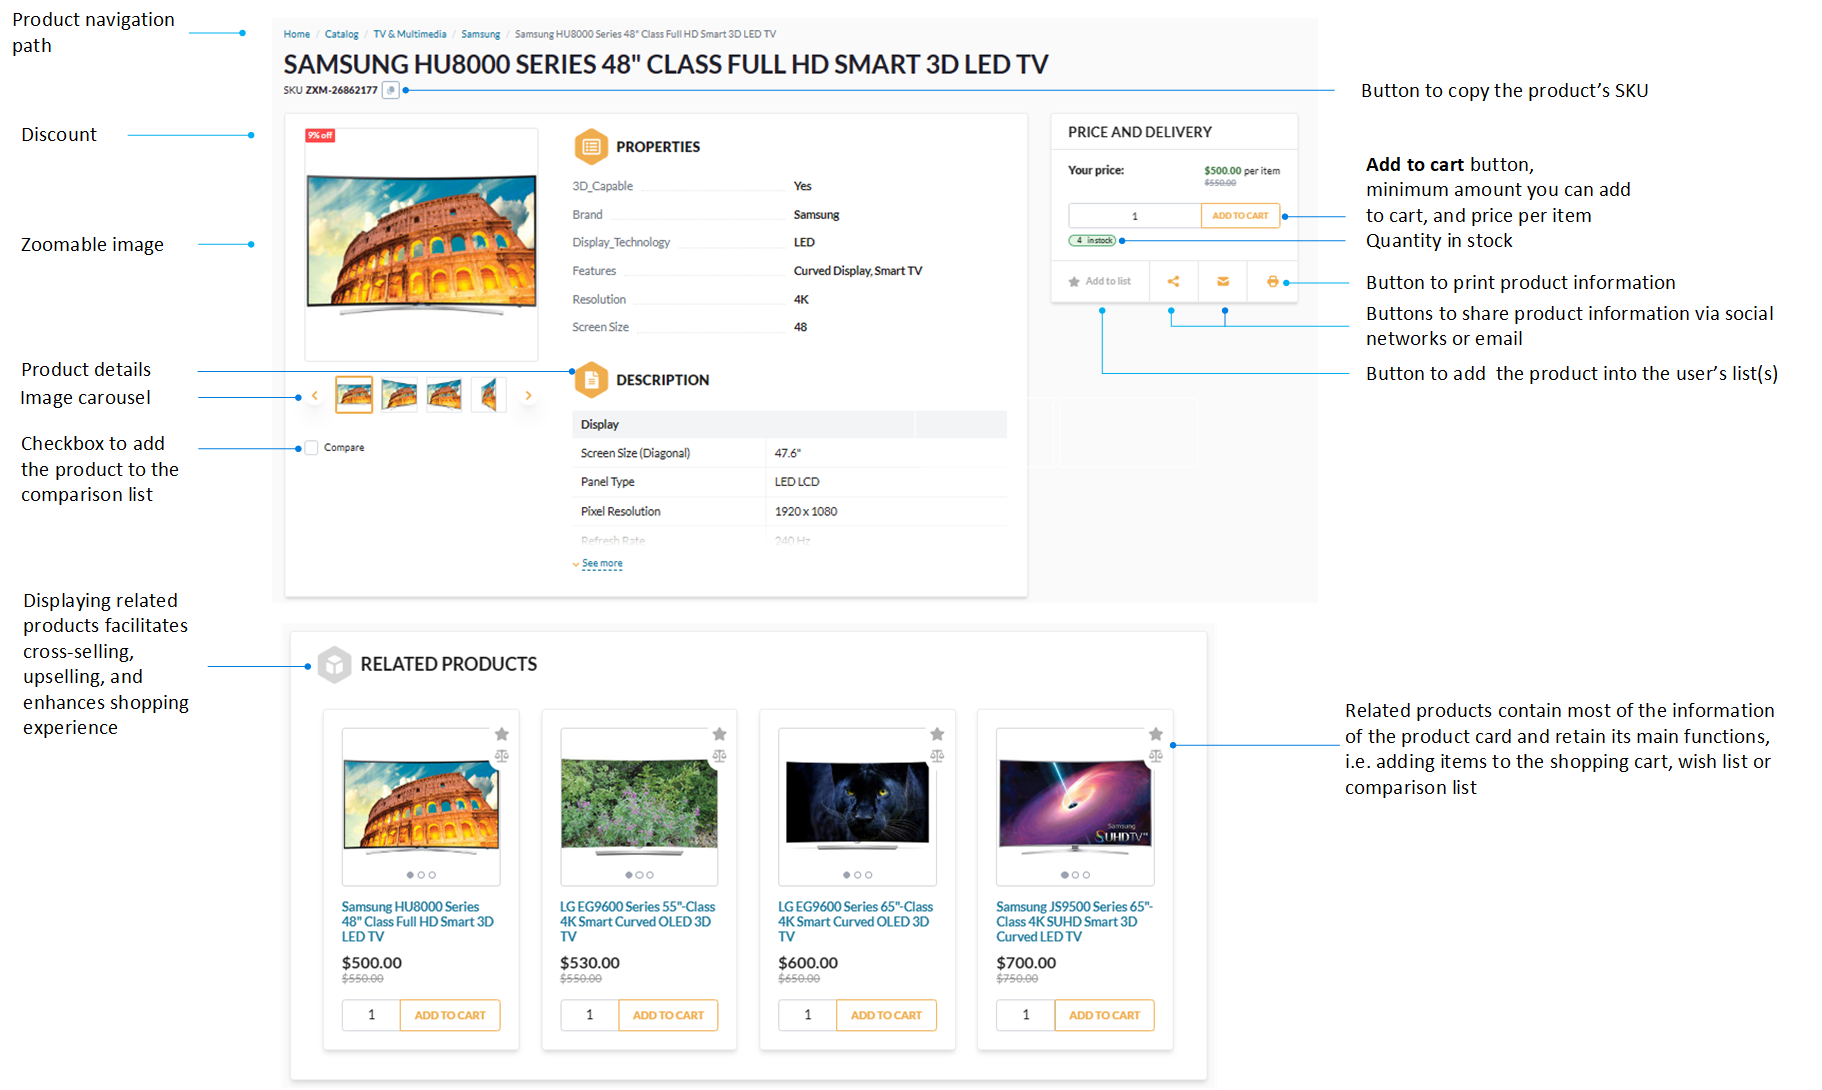 Product navigation
path
Home / Catalog / TV & Multimedia / Samsung / Samsung HU8000 Series 48" Class Full HD Smart 3D LED TV
SAMSUNG HU8000 SERIES 48" CLASS FULL HD SMART 3D LED TV
SKU ZXM-26862177
Button to copy the product's SKU
Discount
9% off
Zoomable image
PROPERTIES
3D_Capable Yes
Brand Samsung
Display_Technology LED
Features Curved Display, Smart TV
Resolution 4K
Screen Size 48
PRICE AND DELIVERY
Your price: $500.00 per item
$550.00
1 ADD TO CART
4 in stock
Add to list
Add to cart button,
minimum amount you can add
to cart, and price per item
Quantity in stock
Button to print product information
Buttons to share product information via social
networks or email
Button to add  the product into the user's list(s)
Product details
Image carousel
Checkbox to add
the product to the
comparison list
Compare
DESCRIPTION
Display
Screen Size (Diagonal) 47.6"
Panel Type LED LCD
Pixel Resolution 1920 x 1080
Refresh Rate 240 Hz
See more
Displaying related
products facilitates
cross-selling,
upselling, and
enhances shopping
experience
RELATED PRODUCTS
Samsung HU8000 Series
48" Class Full HD Smart 3D
LED TV
$500.00
$550.00
1 ADD TO CART
LG EG9600 Series 55"-Class
4K Smart Curved OLED 3D
TV
$530.00
$550.00
1 ADD TO CART
LG EG9600 Series 65"-Class
4K Smart Curved OLED 3D
TV
$600.00
$650.00
1 ADD TO CART
Samsung
SUHDTV
Samsung JS9500 Series 65"-
Class 4K SUHD Smart 3D
Curved LED TV
$700.00
$750.00
1 ADD TO CART
Related products contain most of the information
of the product card and retain its main functions,
i.e. adding items to the shopping cart, wish list or
comparison list